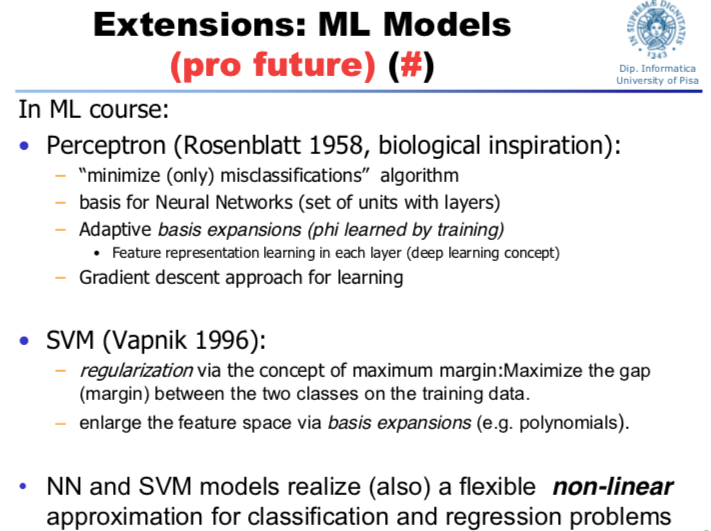 Extensions: ML Models
(pro future) (#)
IN SUPREMÆ DIGNITATIS
1343
Dip. Informatica
University of Pisa
In ML course:
• Perceptron (Rosenblatt 1958, biological inspiration):
– “minimize (only) misclassifications” algorithm
– basis for Neural Networks (set of units with layers)
– Adaptive basis expansions (phi learned by training)
• Feature representation learning in each layer (deep learning concept)
– Gradient descent approach for learning
• SVM (Vapnik 1996):
– regularization via the concept of maximum margin:Maximize the gap
(margin) between the two classes on the training data.
– enlarge the feature space via basis expansions (e.g. polynomials).
• NN and SVM models realize (also) a flexible non-linear
approximation for classification and regression problems